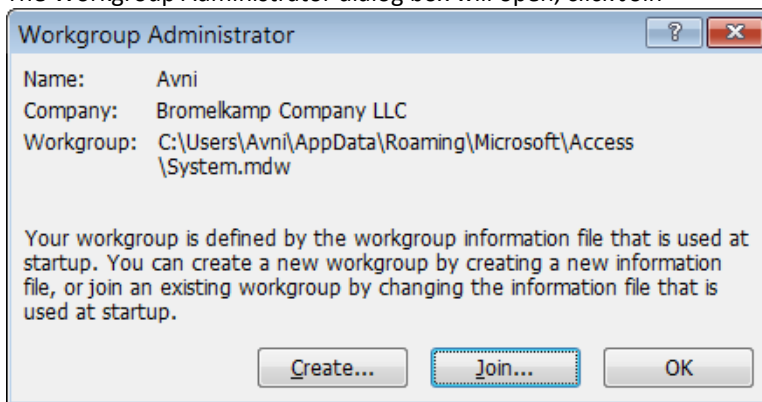 The Workgroup Administrator dialog box will open, click Join
Workgroup Administrator
?
Name: Avni
Company: Bromelkamp Company LLC
Workgroup: C:\Users\Avni\AppData\Roaming\Microsoft\Access
\System.mdw
Your workgroup is defined by the workgroup information file that is used at
startup. You can create a new workgroup by creating a new information
file, or join an existing workgroup by changing the information file that is
used at startup.
Create... Join... OK